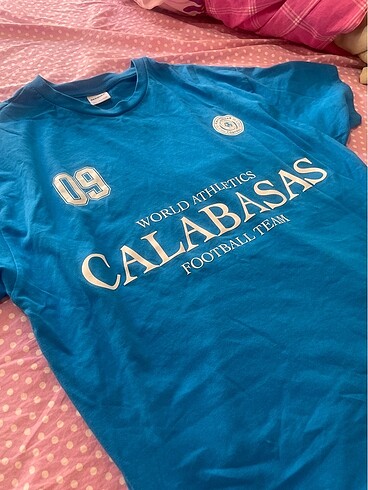 09
WORLD ATHLETICS
CALABASAS
FOOTBALL TEAM